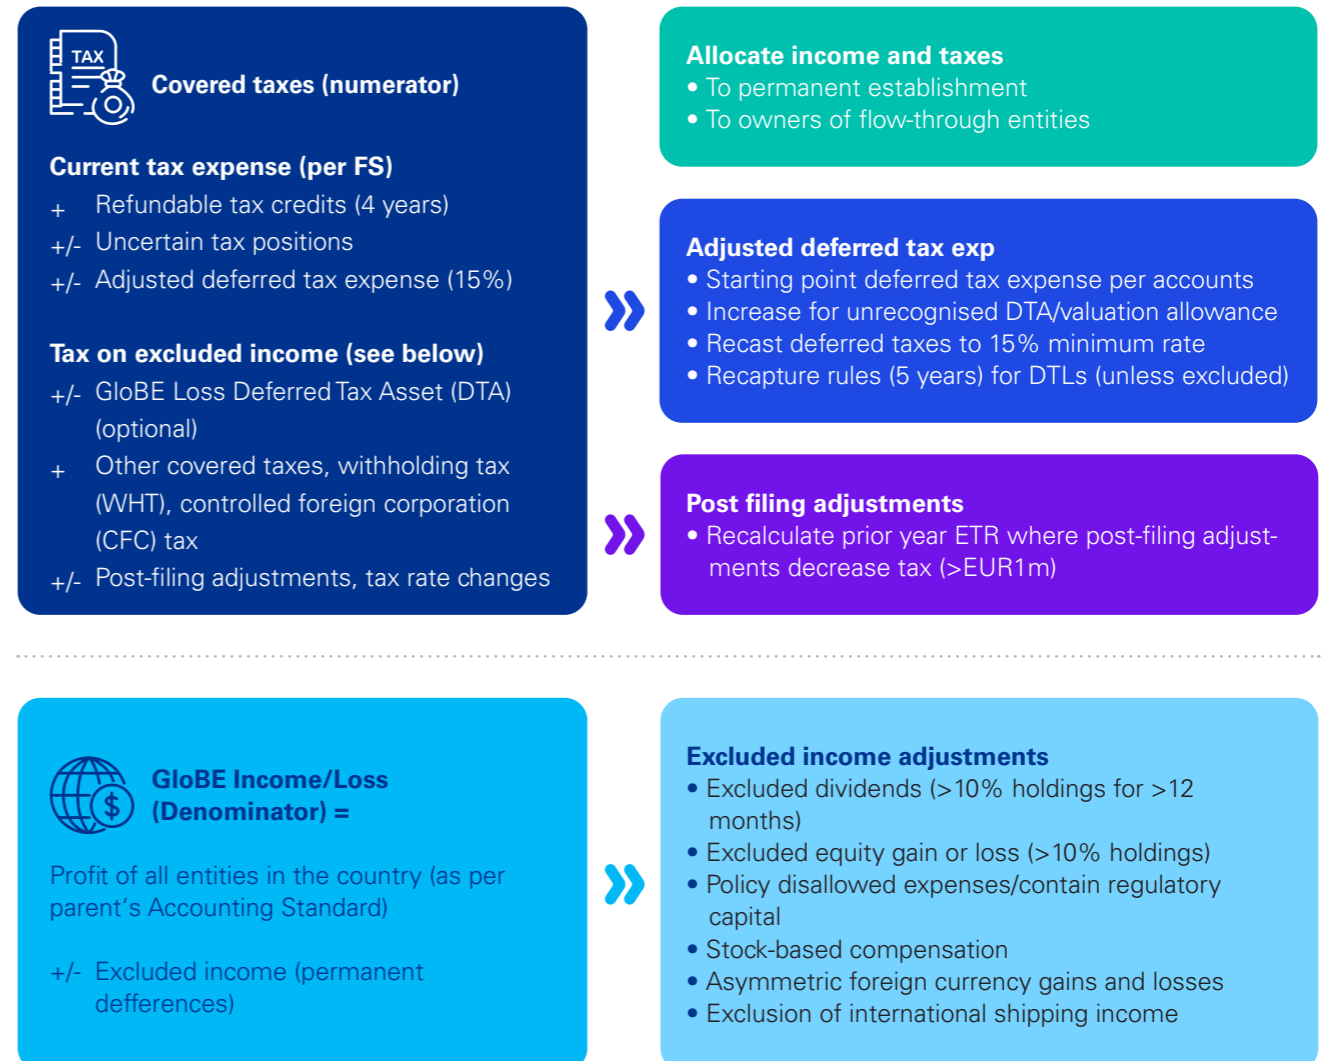 TAX
Covered taxes (numerator)
Current tax expense (per FS)
+ Refundable tax credits (4 years)
+/- Uncertain tax positions
+/- Adjusted deferred tax expense (15%)
Tax on excluded income (see below)
+/- GloBE Loss Deferred Tax Asset (DTA)
(optional)
+ Other covered taxes, withholding tax
(WHT), controlled foreign corporation
(CFC) tax
+/- Post-filing adjustments, tax rate changes
Allocate income and taxes
• To permanent establishment
• To owners of flow-through entities
Adjusted deferred tax exp
• Starting point deferred tax expense per accounts
• Increase for unrecognised DTA/valuation allowance
• Recast deferred taxes to 15% minimum rate
• Recapture rules (5 years) for DTLs (unless excluded)
Post filing adjustments
• Recalculate prior year ETR where post-filing adjust-
ments decrease tax (>EUR1m)
$
GloBE Income/Loss
(Denominator) =
Profit of all entities in the country (as per
parent's Accounting Standard)
+/- Excluded income (permanent
defferences)
Excluded income adjustments
• Excluded dividends (>10% holdings for >12
months)
• Excluded equity gain or loss (>10% holdings)
• Policy disallowed expenses/contain regulatory
capital
• Stock-based compensation
• Asymmetric foreign currency gains and losses
• Exclusion of international shipping income